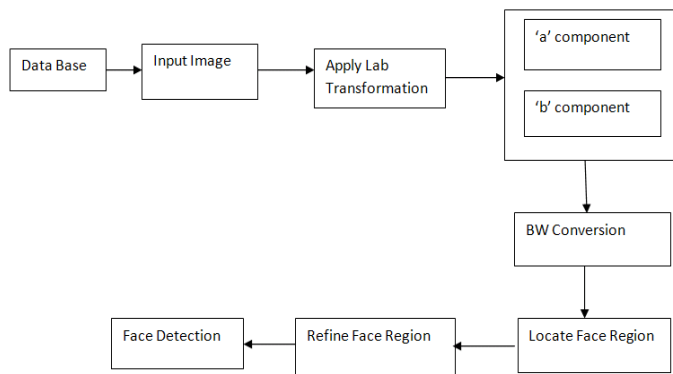 Data Base
Input Image
Apply Lab
Transformation
‘a’ component
‘b’ component
BW Conversion
Locate Face Region
Refine Face Region
Face Detection